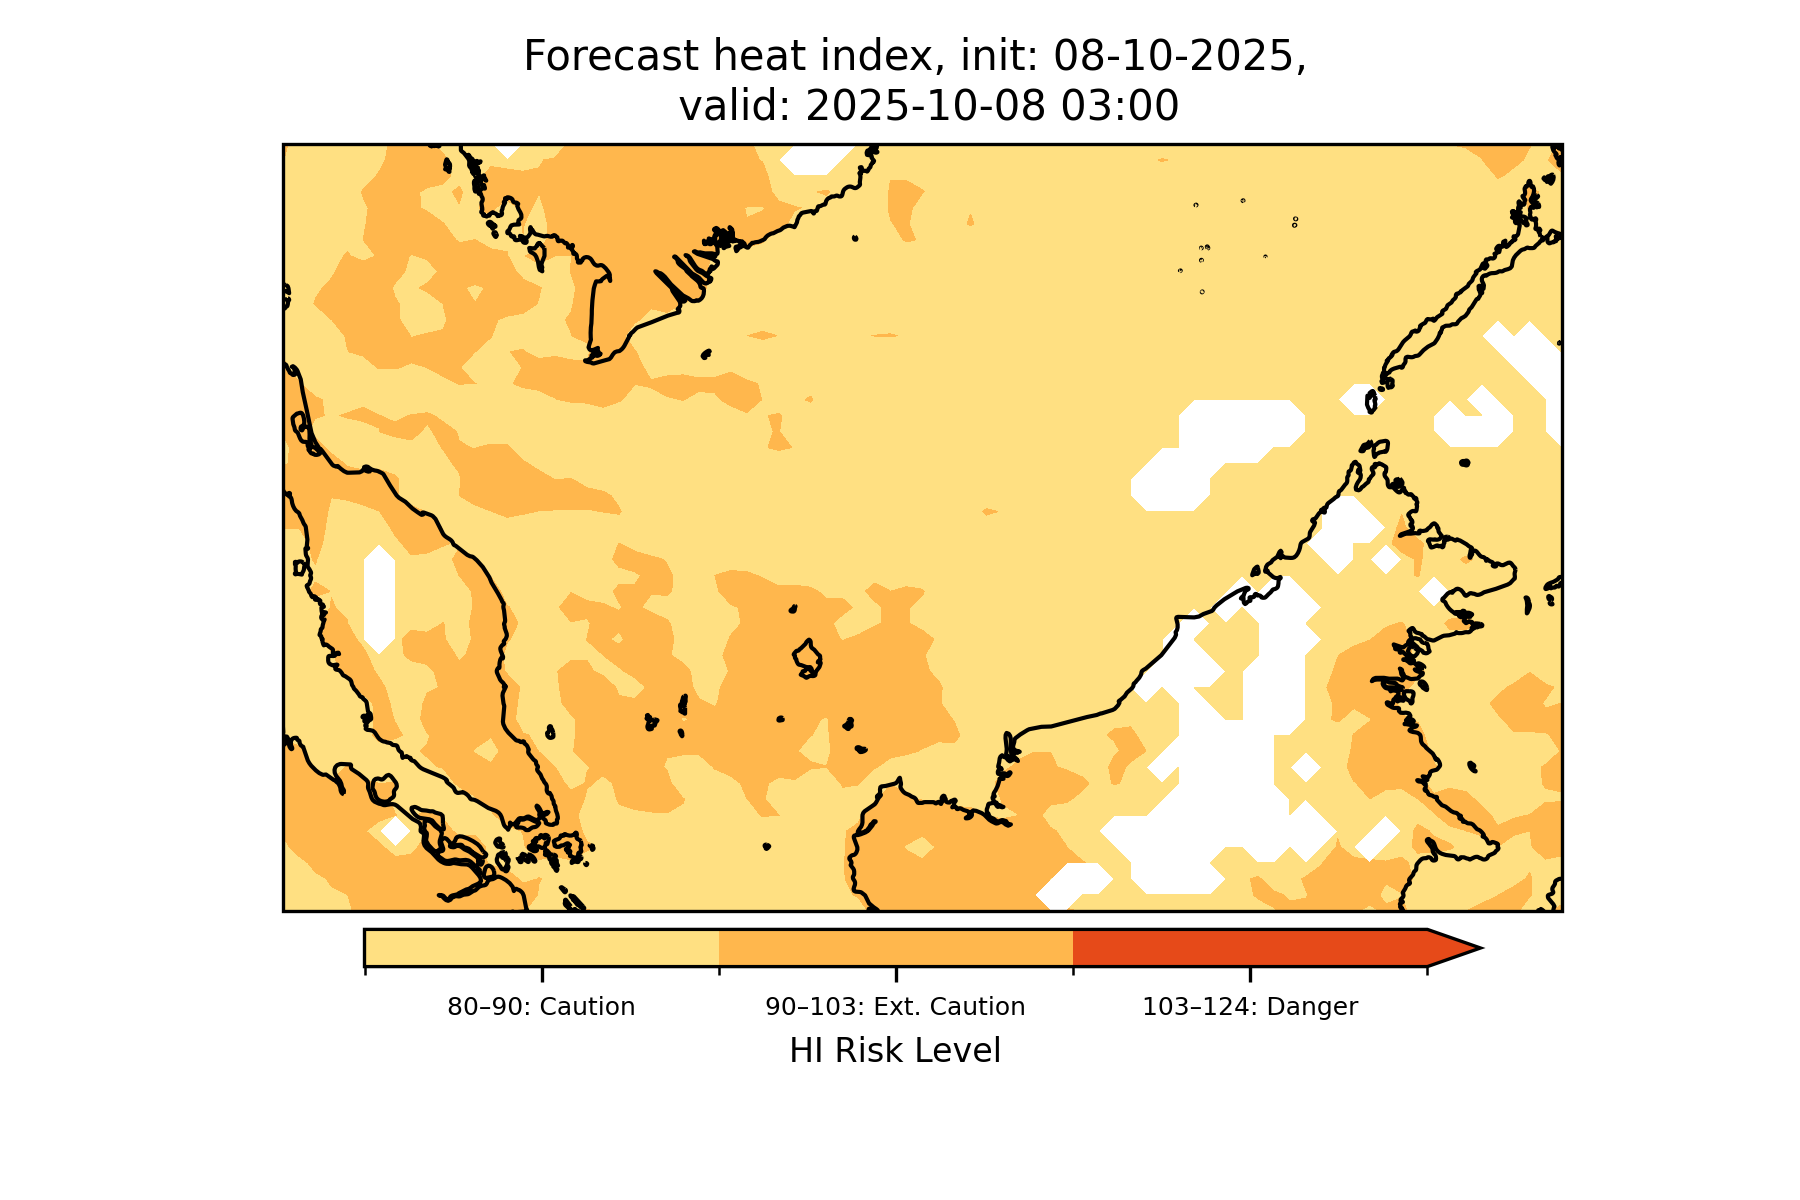 Forecast heat index, init: 08-10-2025,
valid: 2025-10-08 03:00
80–90: Caution
90–103: Ext. Caution
103–124: Danger
HI Risk Level